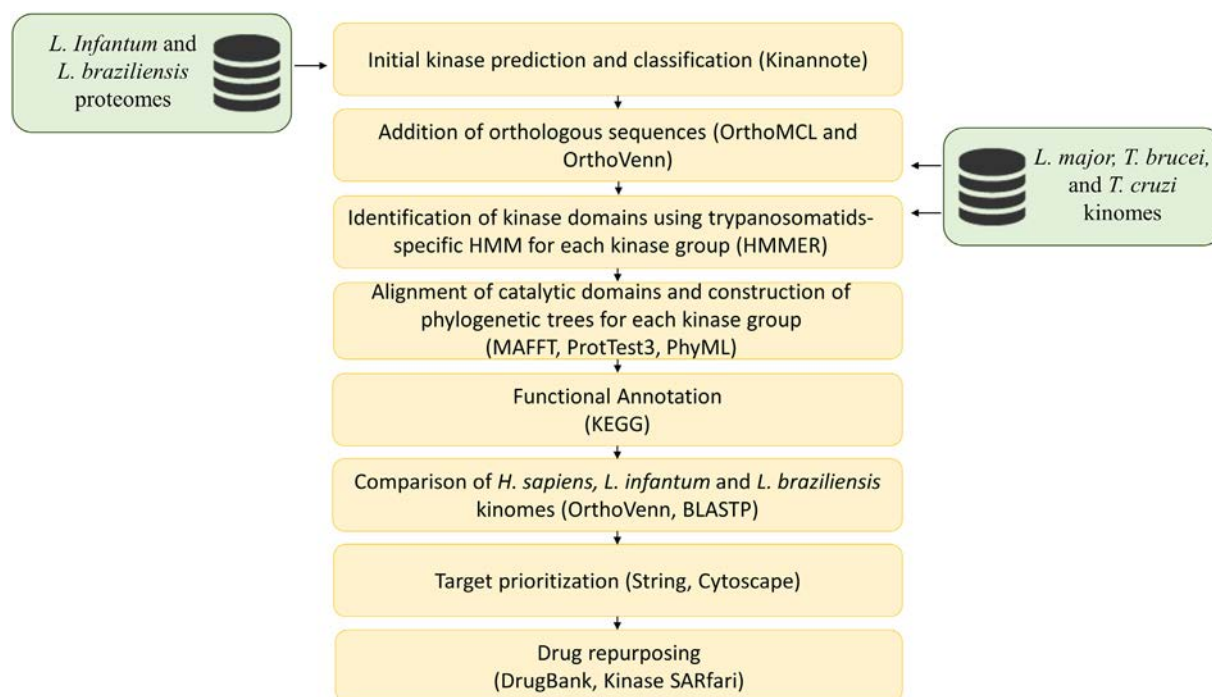 L. Infantum and
L. braziliensis
proteomes
Initial kinase prediction and classification (Kinannote)
Addition of orthologous sequences (OrthoMCL and
OrthoVenn)
L. major, T. brucei,
and T. cruzi
kinomes
Identification of kinase domains using trypanosomatids-
specific HMM for each kinase group (HMMER)
Alignment of catalytic domains and construction of
phylogenetic trees for each kinase group
(MAFFT, ProtTest3, PhyML)
Functional Annotation
(KEGG)
Comparison of H. sapiens, L. infantum and L. braziliensis
kinomes (OrthoVenn, BLASTP)
Target prioritization (String, Cytoscape)
Drug repurposing
(DrugBank, Kinase SARfari)